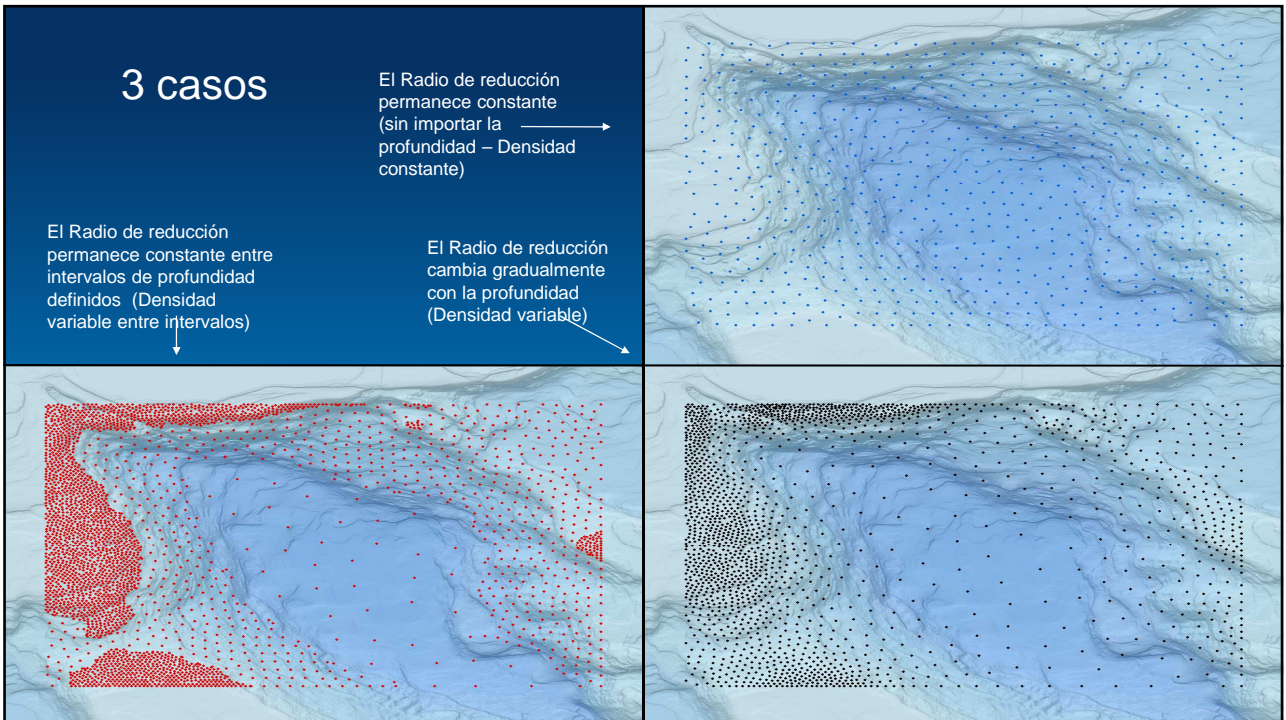 3 casos
El Radio de reducción
permanece constante
(sin importar la
profundidad – Densidad
constante)
El Radio de reducción
permanece constante entre
intervalos de profundidad
definidos (Densidad
variable entre intervalos)
El Radio de reducción
cambia gradualmente
con la profundidad
(Densidad variable)